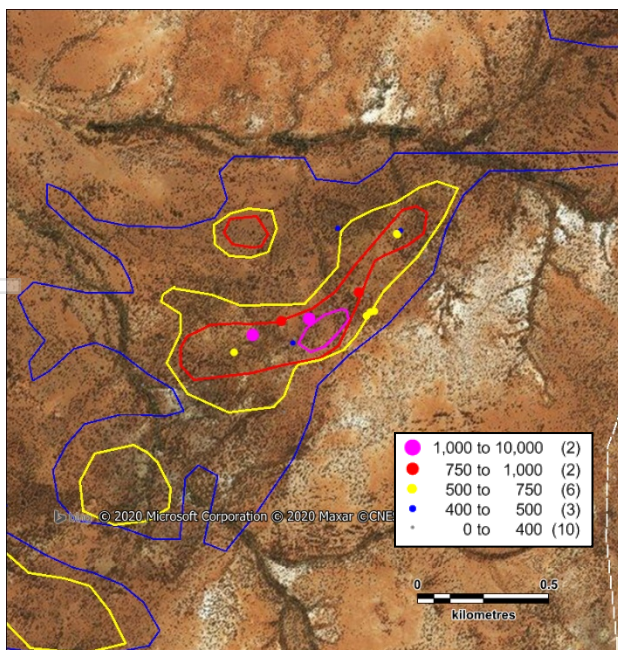 1,000 to 10,000 (2)
750 to 1,000 (2)
500 to 750 (6)
400 to 500 (3)
0 to 400 (10)
© 2020 Microsoft Corporation © 2020 Maxar ©CNES
0 0.5
kilometres